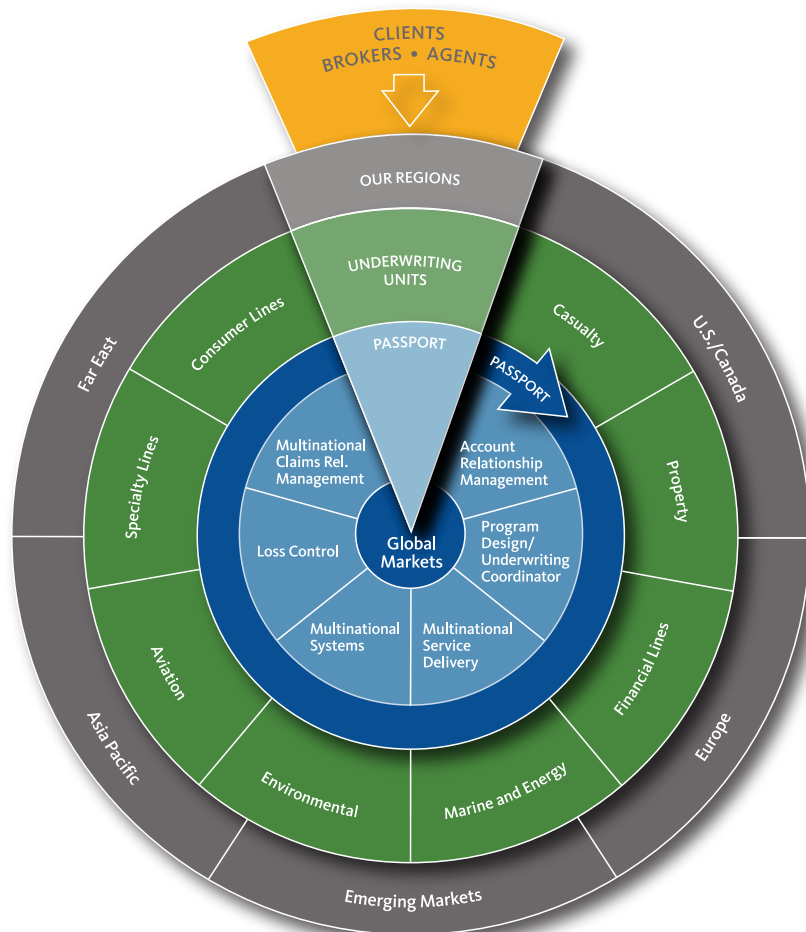 CLIENTS
BROKERS • AGENTS
OUR REGIONS
UNDERWRITING
UNITS
PASSPORT
PASSPORT
Consumer Lines
Casualty
Far East
U.S./Canada
Multinational
Claims Rel.
Management
Account
Relationship
Management
Specialty Lines
Property
Loss Control
Global
Markets
Program
Design/
Underwriting
Coordinator
Multinational
Systems
Multinational
Service
Delivery
Aviation
Financial Lines
Asia Pacific
Europe
Environmental
Marine and Energy
Emerging Markets